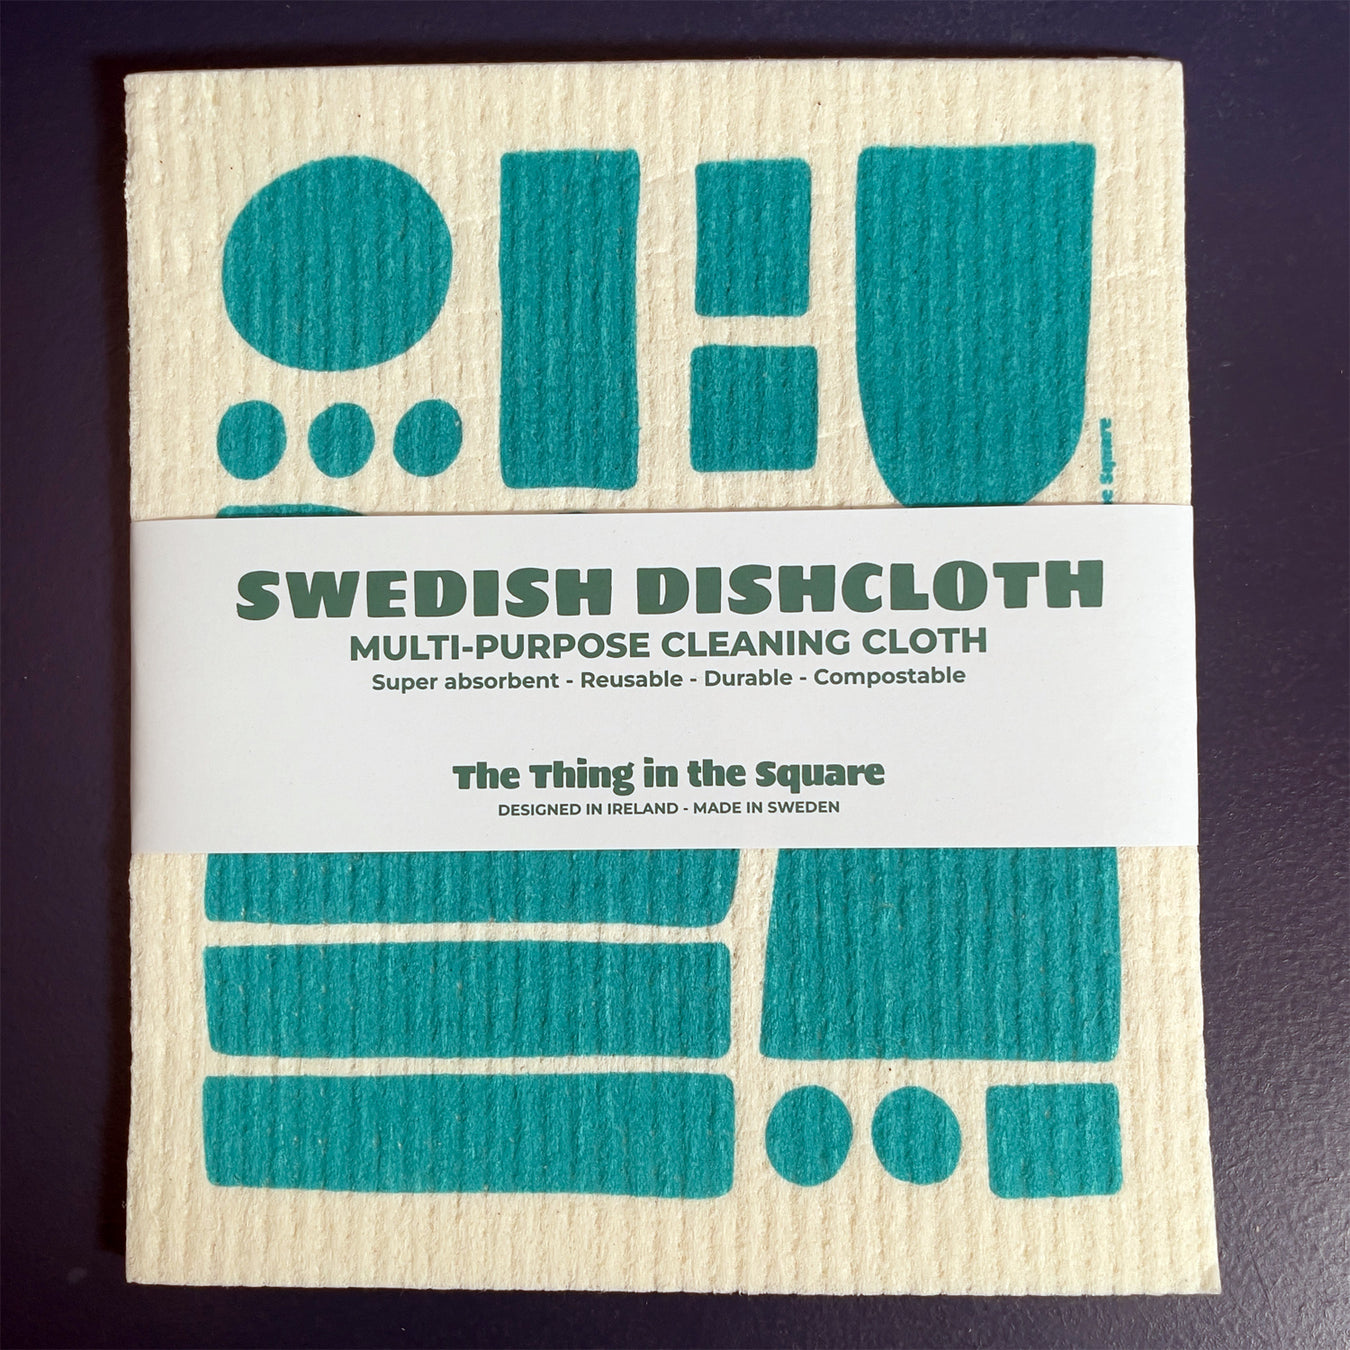 Square
SWEDISH DISHCLOTH
MULTI-PURPOSE CLEANING CLOTH
Super absorbent - Reusable - Durable - Compostable
The Thing in the Square
DESIGNED IN IRELAND - MADE IN SWEDEN